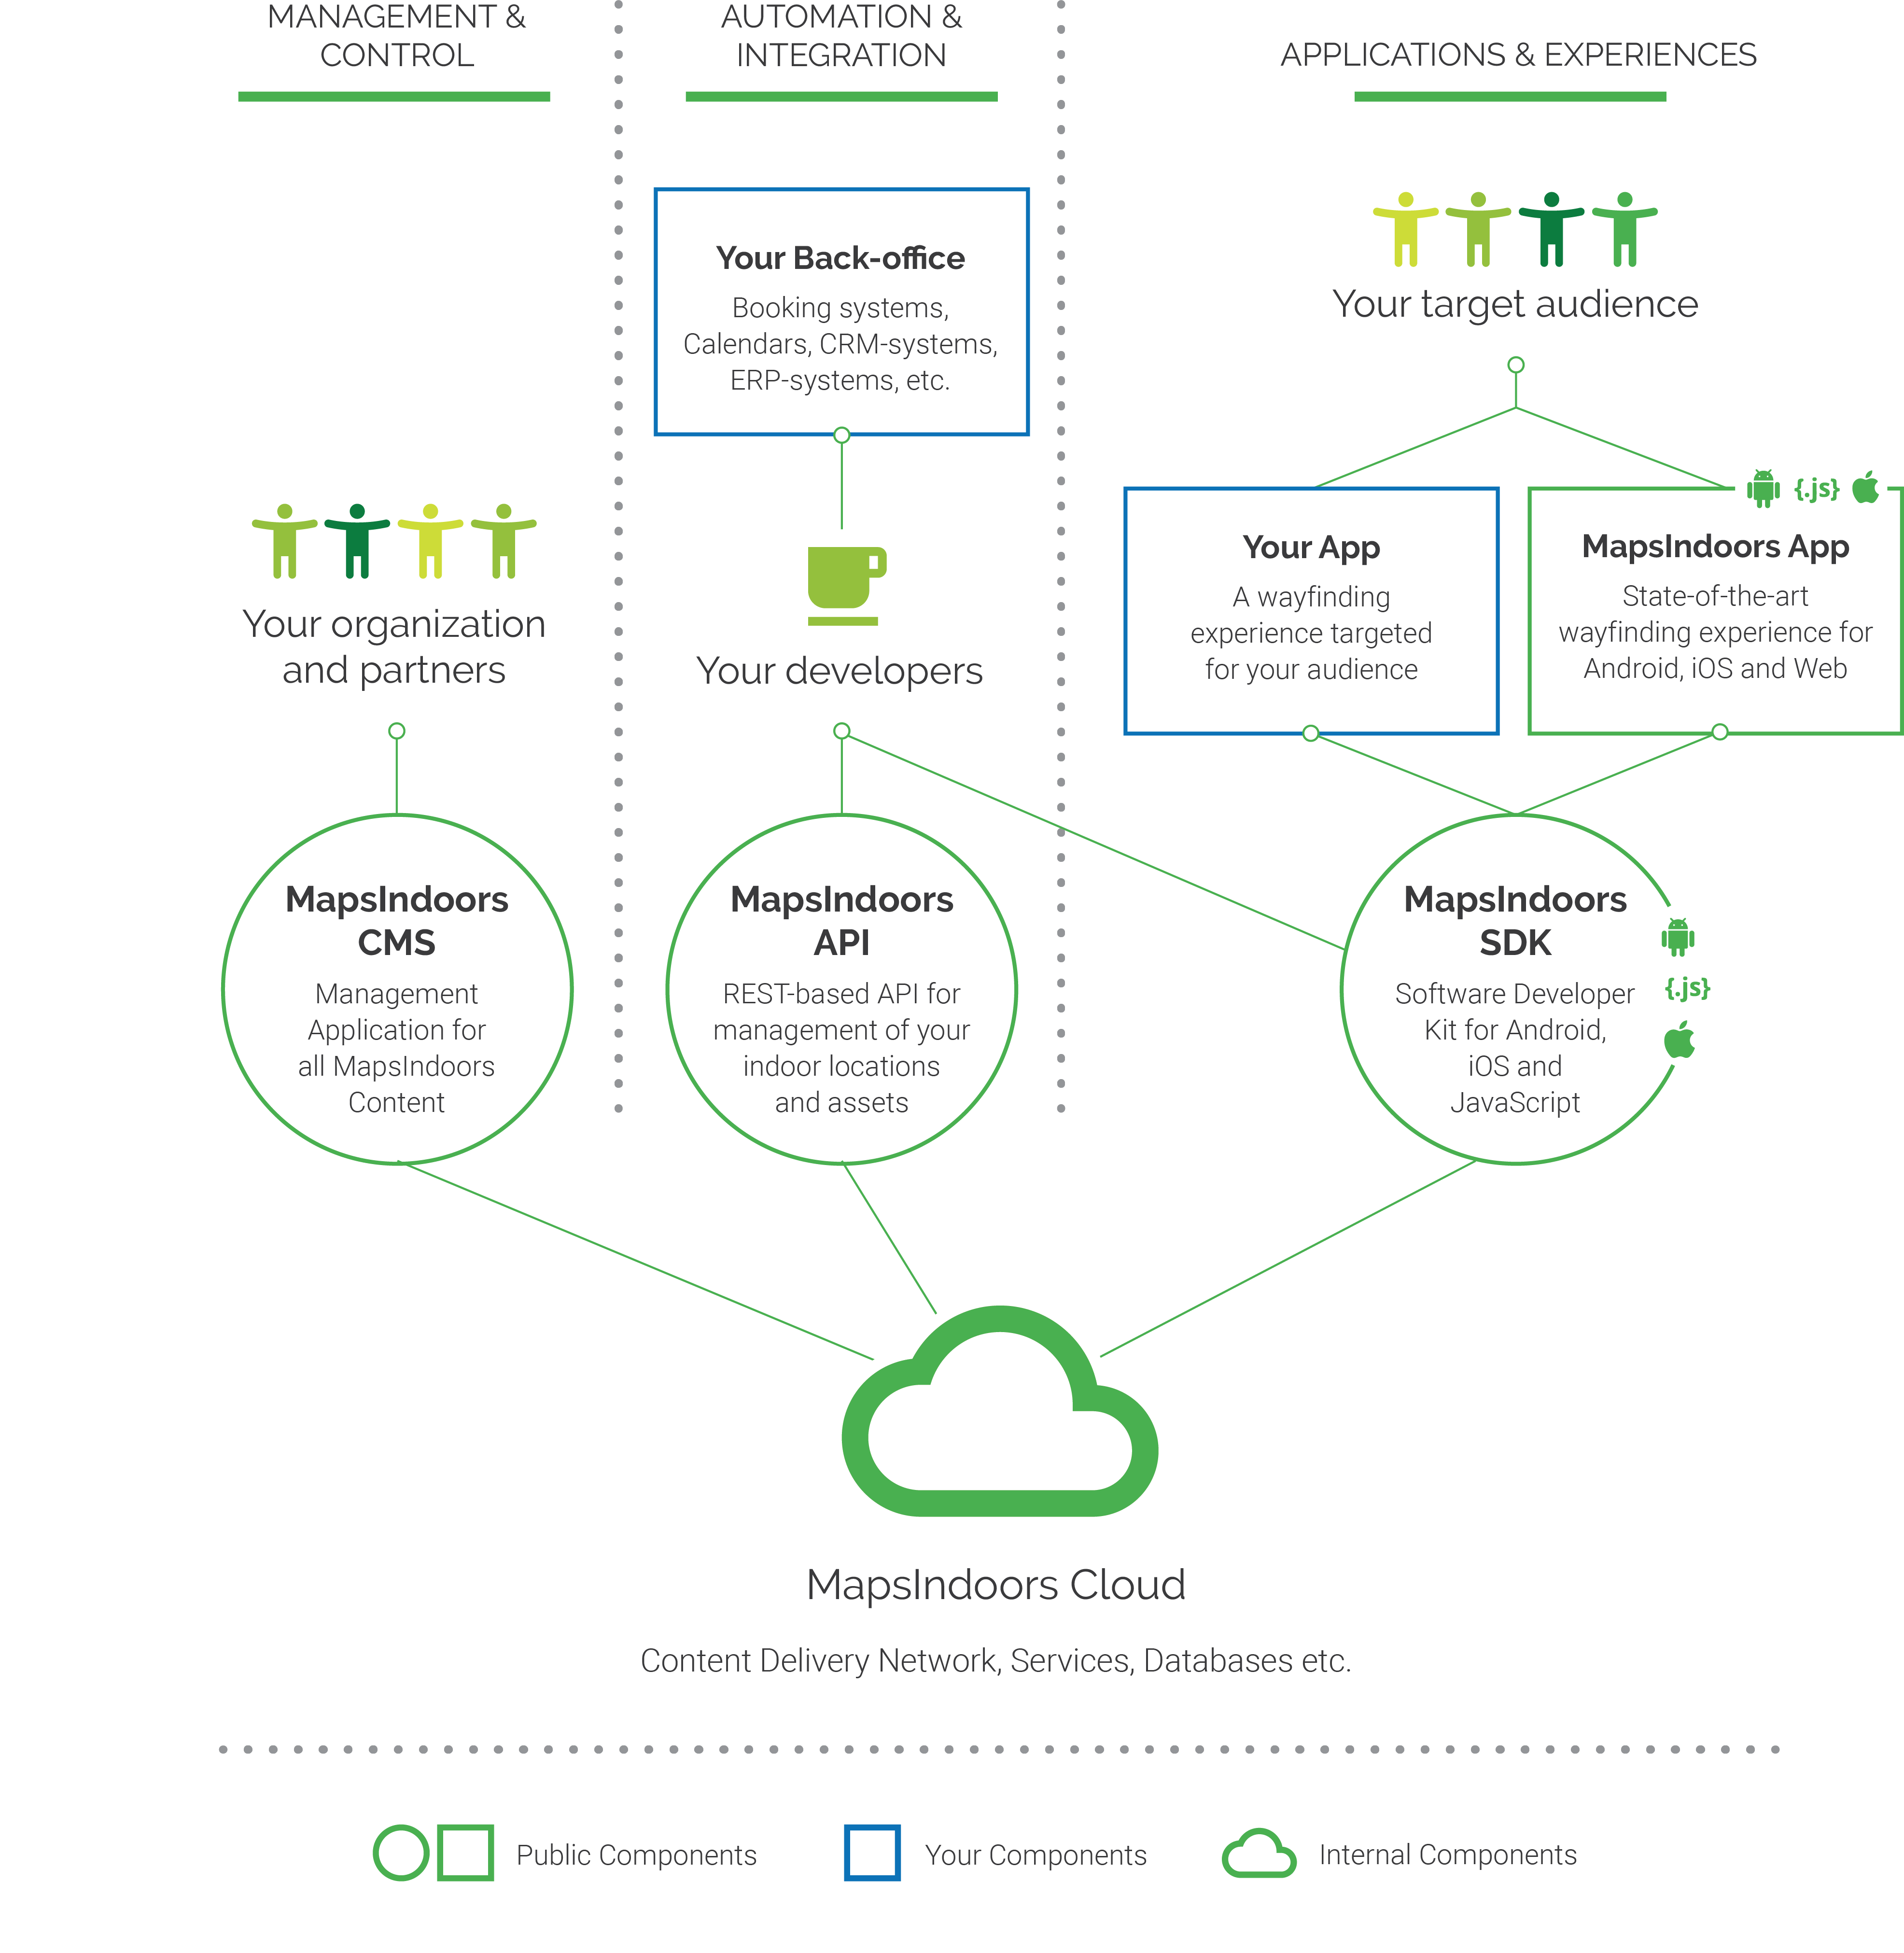 MANAGEMENT &
CONTROL
AUTOMATION &
INTEGRATION
APPLICATIONS & EXPERIENCES
Your Back-office
Booking systems,
Calendars, CRM-systems,
ERP-systems, etc.
Your target audience
Your organization
and partners
Your developers
Your App
A wayfinding
experience targeted
for your audience
{.js}
MapsIndoors App
State-of-the-art
wayfinding experience for
Android, iOS and Web
MapsIndoors
CMS
Management
Application for
all MapsIndoors
Content
MapsIndoors
API
REST-based API for
management of your
indoor locations
and assets
MapsIndoors
SDK
Software Developer
Kit for Android,
iOS and
JavaScript
{.js}
MapsIndoors Cloud
Content Delivery Network, Services, Databases etc.
Public Components
Your Components
Internal Components